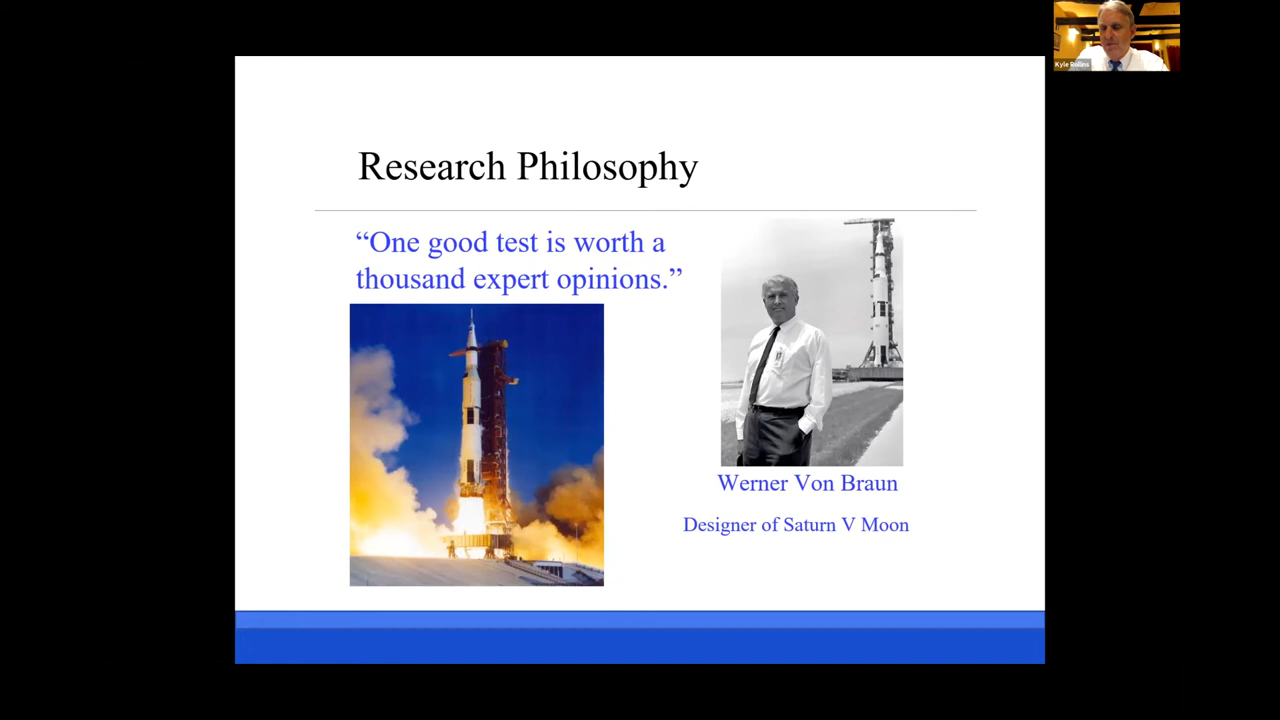 Kyle Rollins
Research Philosophy
“One good test is worth a
thousand expert opinions.”
Werner Von Braun
Designer of Saturn V Moon